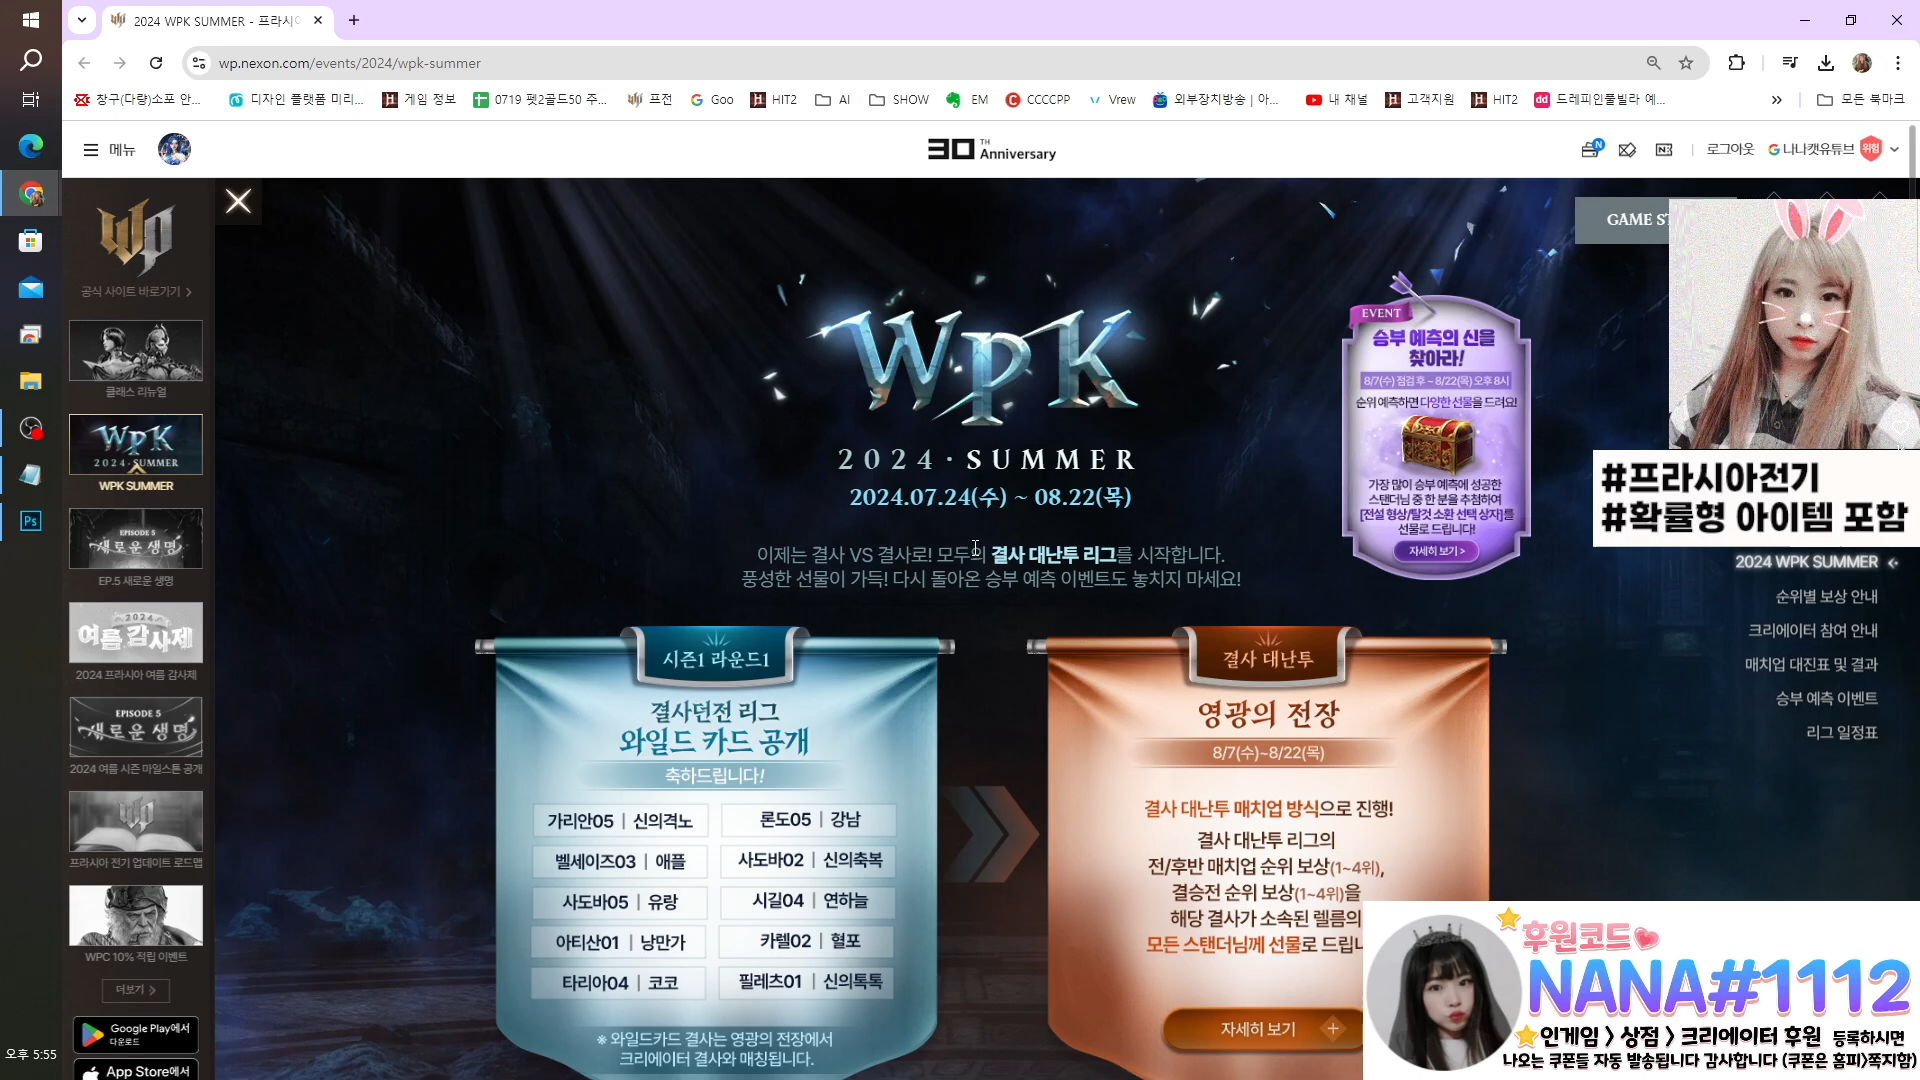 2024 WPK SUMMER - 프라시아
wp.nexon.com/events/2024/wpk-summer
창구(다량)소포 안...
디자인 플랫폼 미리...
게임 정보
0719 펫2골드50 주...
프전
Goo
HIT2
AI
SHOW
EM
CCCCPP
Vrew
외부장치방송 | 아...
내 채널
고객지원
HIT2
드레피인풀빌라 예...
모든 북마크
메뉴
30TH Anniversary
로그아웃
나나캣유튜브
위험
공식 사이트 바로가기
GAME ST
클래스 리뉴얼
WPK
2024·SUMMER
WPK SUMMER
EPISODE 5
새로운 생명
EP.5 새로운 생명
2024
여름 감사제
2024 프라시아 여름 감사제
EPISODE 5
새로운 생명
2024 여름 시즌 마일스톤 공개
프라시아 전기 업데이트 로드맵
WPC 10% 적립 이벤트
더보기
Google Play에서
다운로드
App Store에서
오후 5:55
WPK
2024·SUMMER
2024.07.24(수) ~ 08.22(목)
이제는 결사 VS 결사로! 모두의 결사 대난투 리그를 시작합니다.
풍성한 선물이 가득! 다시 돌아온 승부 예측 이벤트도 놓치지 마세요!
EVENT
승부 예측의 신을
찾아라!
8/7(수) 점검 후 ~ 8/22(목) 오후 8시
순위 예측하면 다양한 선물을 드려요!
가장 많이 승부 예측에 성공한
스탠더님 중 한 분을 추첨하여
[전설 형상/탈것 소환 선택 상자]를
선물로 드립니다!
자세히 보기 >
#프라시아전기
#확률형 아이템 포함
2024 WPK SUMMER
순위별 보상 안내
크리에이터 참여 안내
매치업 대진표 및 결과
승부 예측 이벤트
리그 일정표
시즌1 라운드1
결사던전 리그
와일드 카드 공개
축하드립니다!
가리안05 | 신의격노
론도05 | 강남
벨세이즈03 | 애플
사도바02 | 신의축복
사도바05 | 유랑
시길04 | 연하늘
아티산01 | 낭만가
카렐02 | 혈포
타리아04 | 코코
필레츠01 | 신의톡톡
※ 와일드카드 결사는 영광의 전장에서
크리에이터 결사와 매칭됩니다.
결사 대난투
영광의 전장
8/7(수)~8/22(목)
결사 대난투 매치업 방식으로 진행!
결사 대난투 리그의
전/후반 매치업 순위 보상(1~4위),
결승전 순위 보상(1~4위)을
해당 결사가 소속된 렐름의
모든 스탠더님께 선물로 드립니
자세히 보기
후원코드
NANA#1112
인게임 > 상점 > 크리에이터 후원 등록하시면
나오는 쿠폰들 자동 발송됩니다 감사합니다 (쿠폰은 홈피)쪽지함)